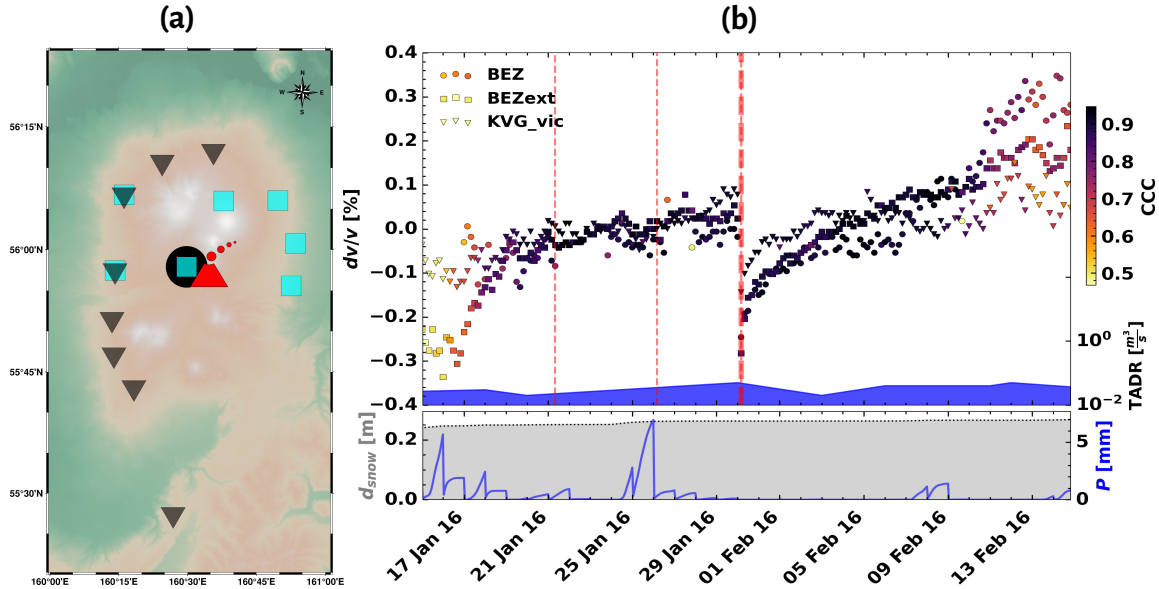 (a)
N
W
E
S
56°15'N
56°00'N
55°45'N
55°30'N
160°00'E
160°15'E
160°30'E
160°45'E
161°00'E
(b)
BEZ
BEZext
KVG_vic
0.4
0.3
0.2
0.1
0.0
−0.1
−0.2
−0.3
−0.4
dv/v [%]
10⁰
10⁻²
TADR [m³/s]
0.9
0.8
0.7
0.6
0.5
CCC
0.2
0.0
d_snow [m]
5
0
P [mm]
17 Jan 16
21 Jan 16
25 Jan 16
29 Jan 16
01 Feb 16
05 Feb 16
09 Feb 16
13 Feb 16